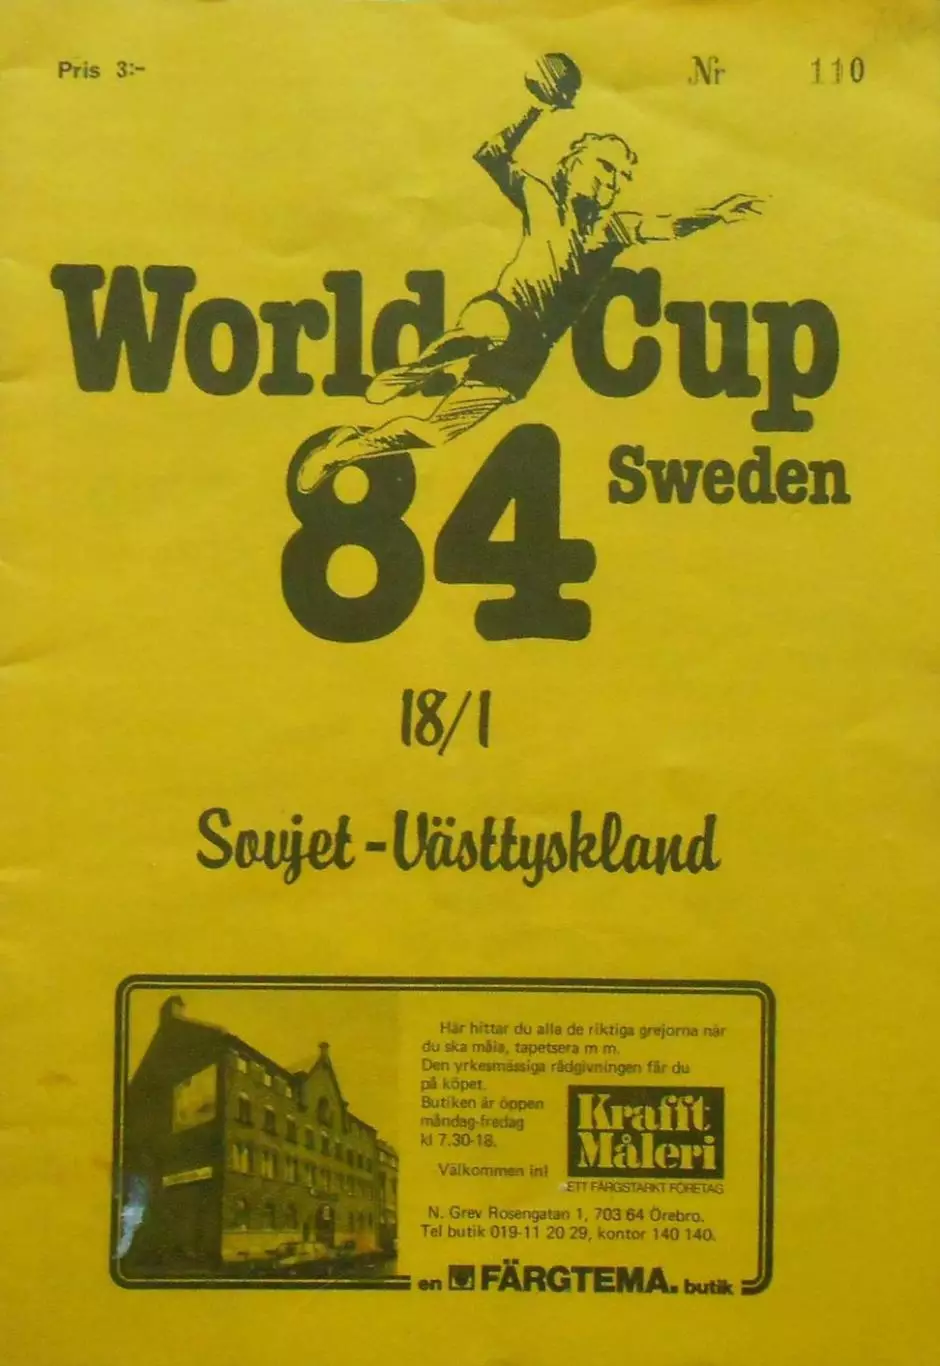 Pris 3:-
Nr 110
World Cup
84 Sweden
18/1
Sovjet-Västtyskland
Här hittar du alla de riktiga grejorna när
du ska måla, tapetsera m m.
Den yrkesmässiga rådgivningen får du
på köpet.
Butiken är öppen
måndag-fredag
kl 7.30-18.
Välkommen in!
Krafft
Måleri
ETT FÄRGSTARKT FÖRETAG
N. Grev Rosengatan 1, 703 64 Örebro.
Tel butik 019-11 20 29, kontor 140 140.
en FÄRGTEMA. butik